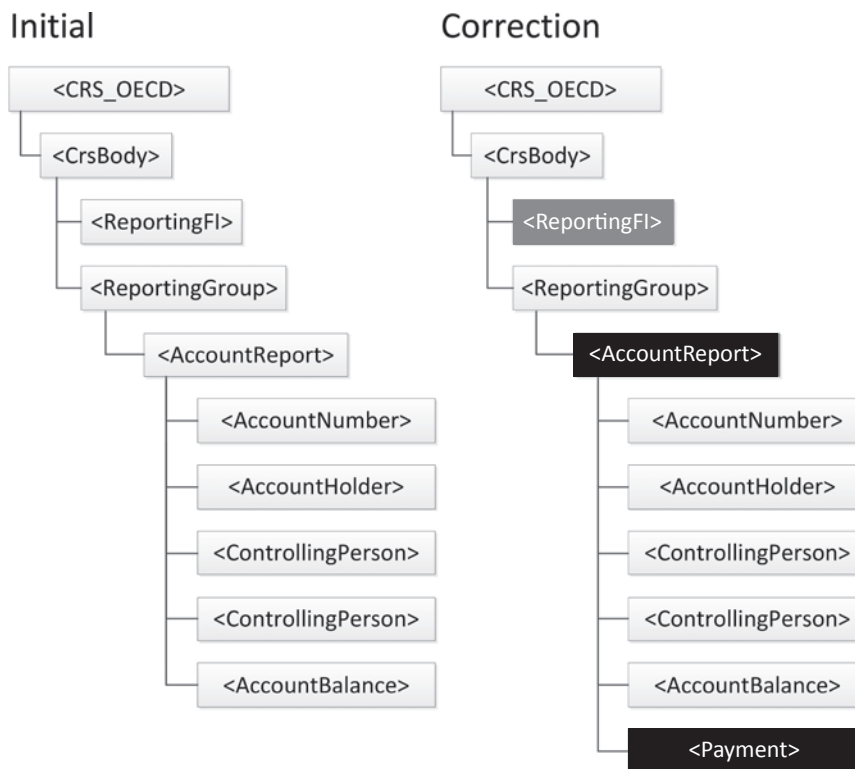 Initial
<CRS_OECD>
<CrsBody>
<ReportingFI>
<ReportingGroup>
<AccountReport>
<AccountNumber>
<AccountHolder>
<ControllingPerson>
<ControllingPerson>
<AccountBalance>
Correction
<CRS_OECD>
<CrsBody>
<ReportingFI>
<ReportingGroup>
<AccountReport>
<AccountNumber>
<AccountHolder>
<ControllingPerson>
<ControllingPerson>
<AccountBalance>
<Payment>